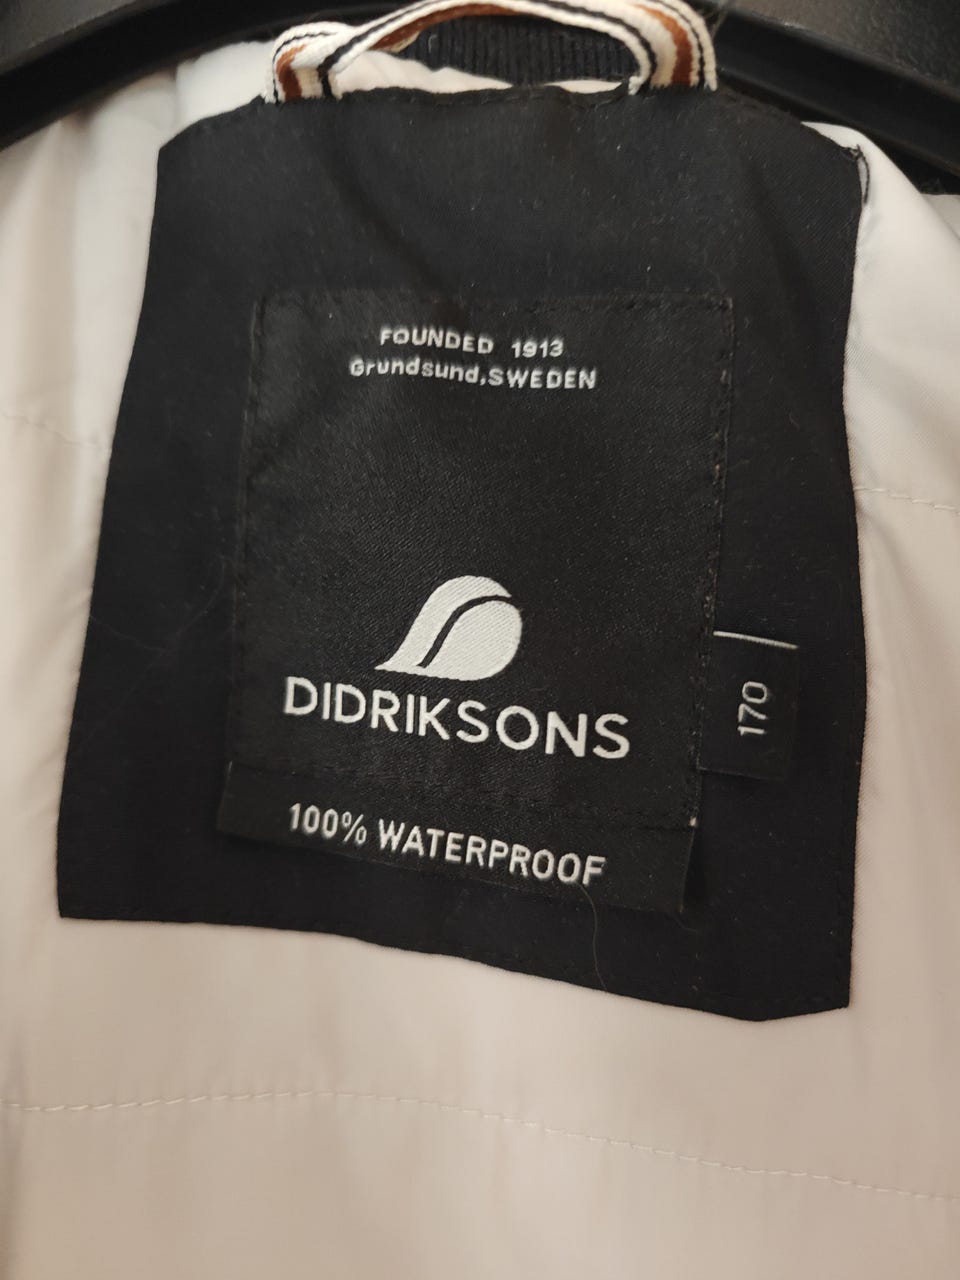 FOUNDED 1913
Grundsund,SWEDEN
DIDRIKSONS
170
100% WATERPROOF